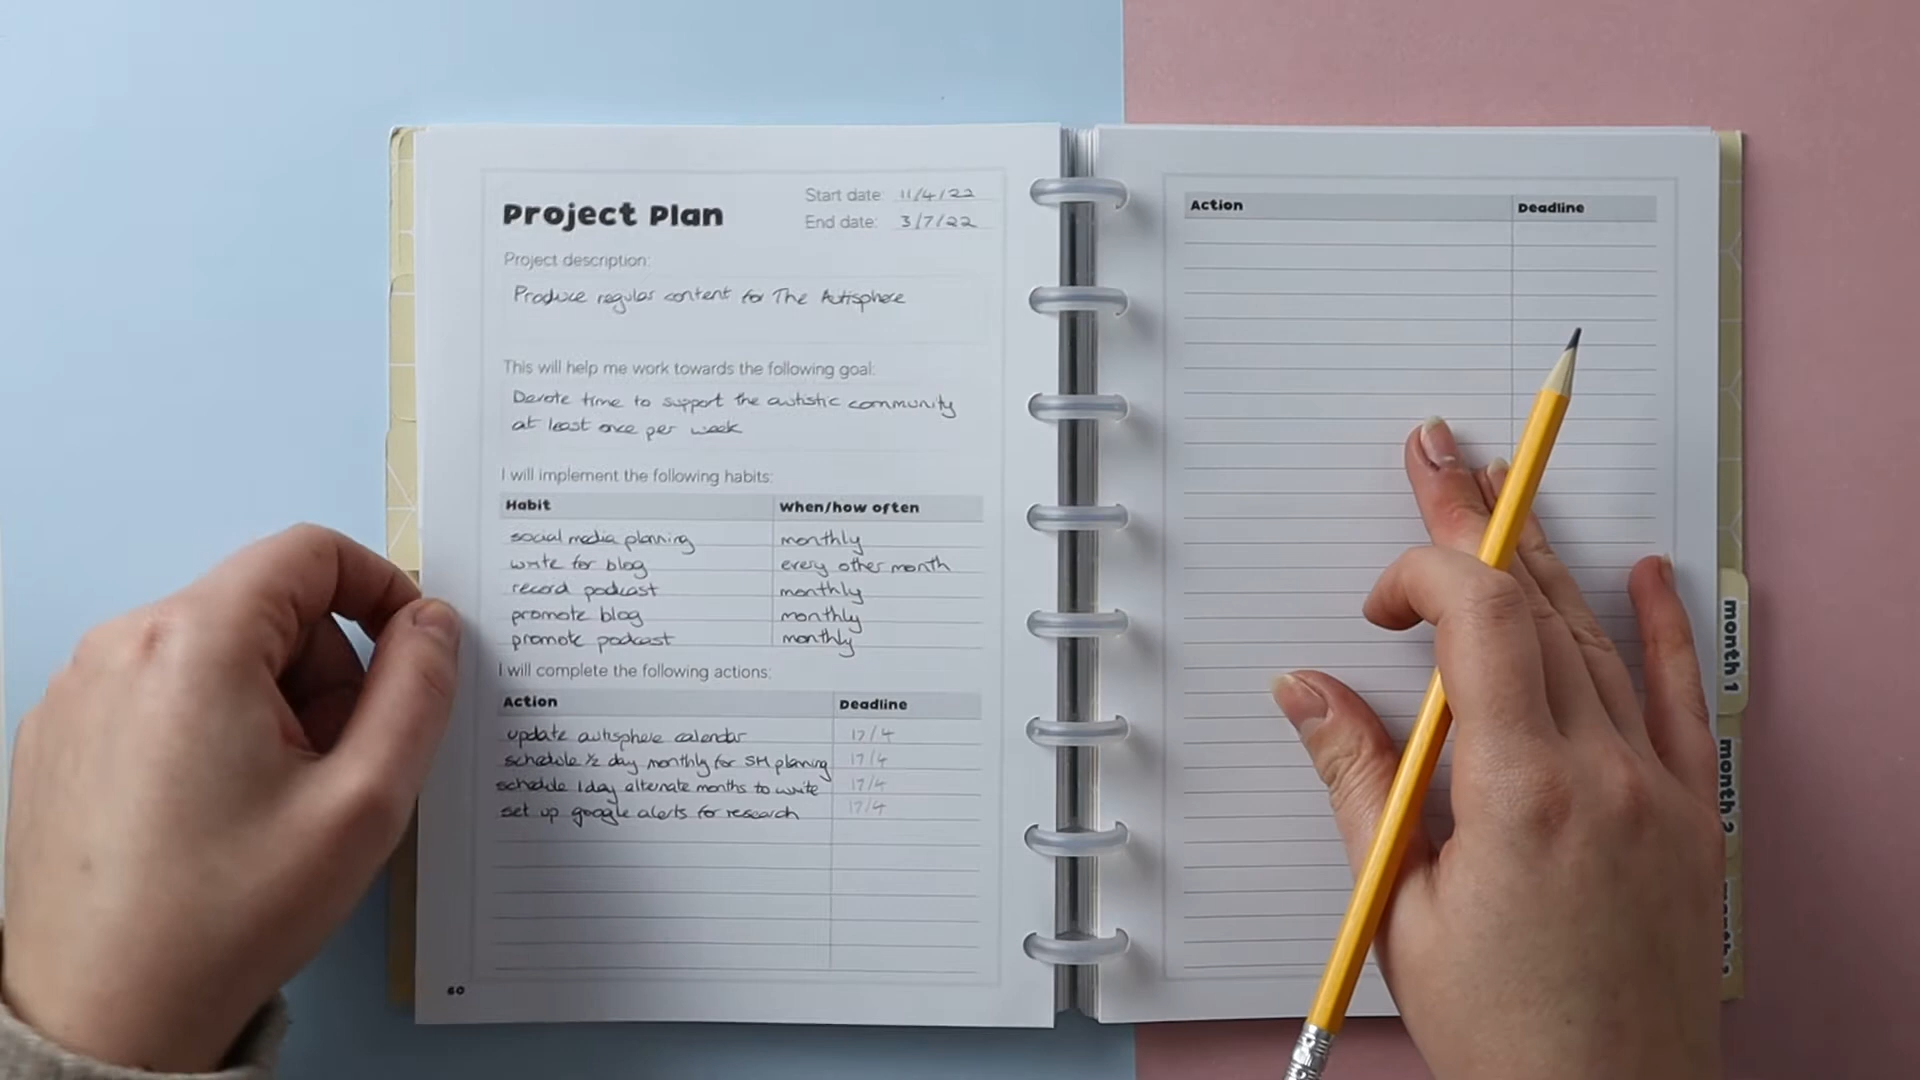 Project Plan
Start date: 11/4/22
End date: 3/7/22
Project description:
Produce regular content for The Autisphere
This will help me work towards the following goal:
Devote time to support the autistic community
at least once per week
I will implement the following habits:
Habit When/how often
social media planning monthly
write for blog every other month
record podcast monthly
promote blog monthly
promote podcast monthly
I will complete the following actions:
Action Deadline
update autisphere calendar 17/4
schedule ½ day monthly for SM planning 17/4
schedule 1 day alternate months to write 17/4
set up google alerts for research 17/4
60
Action Deadline
month 1
month 2
month